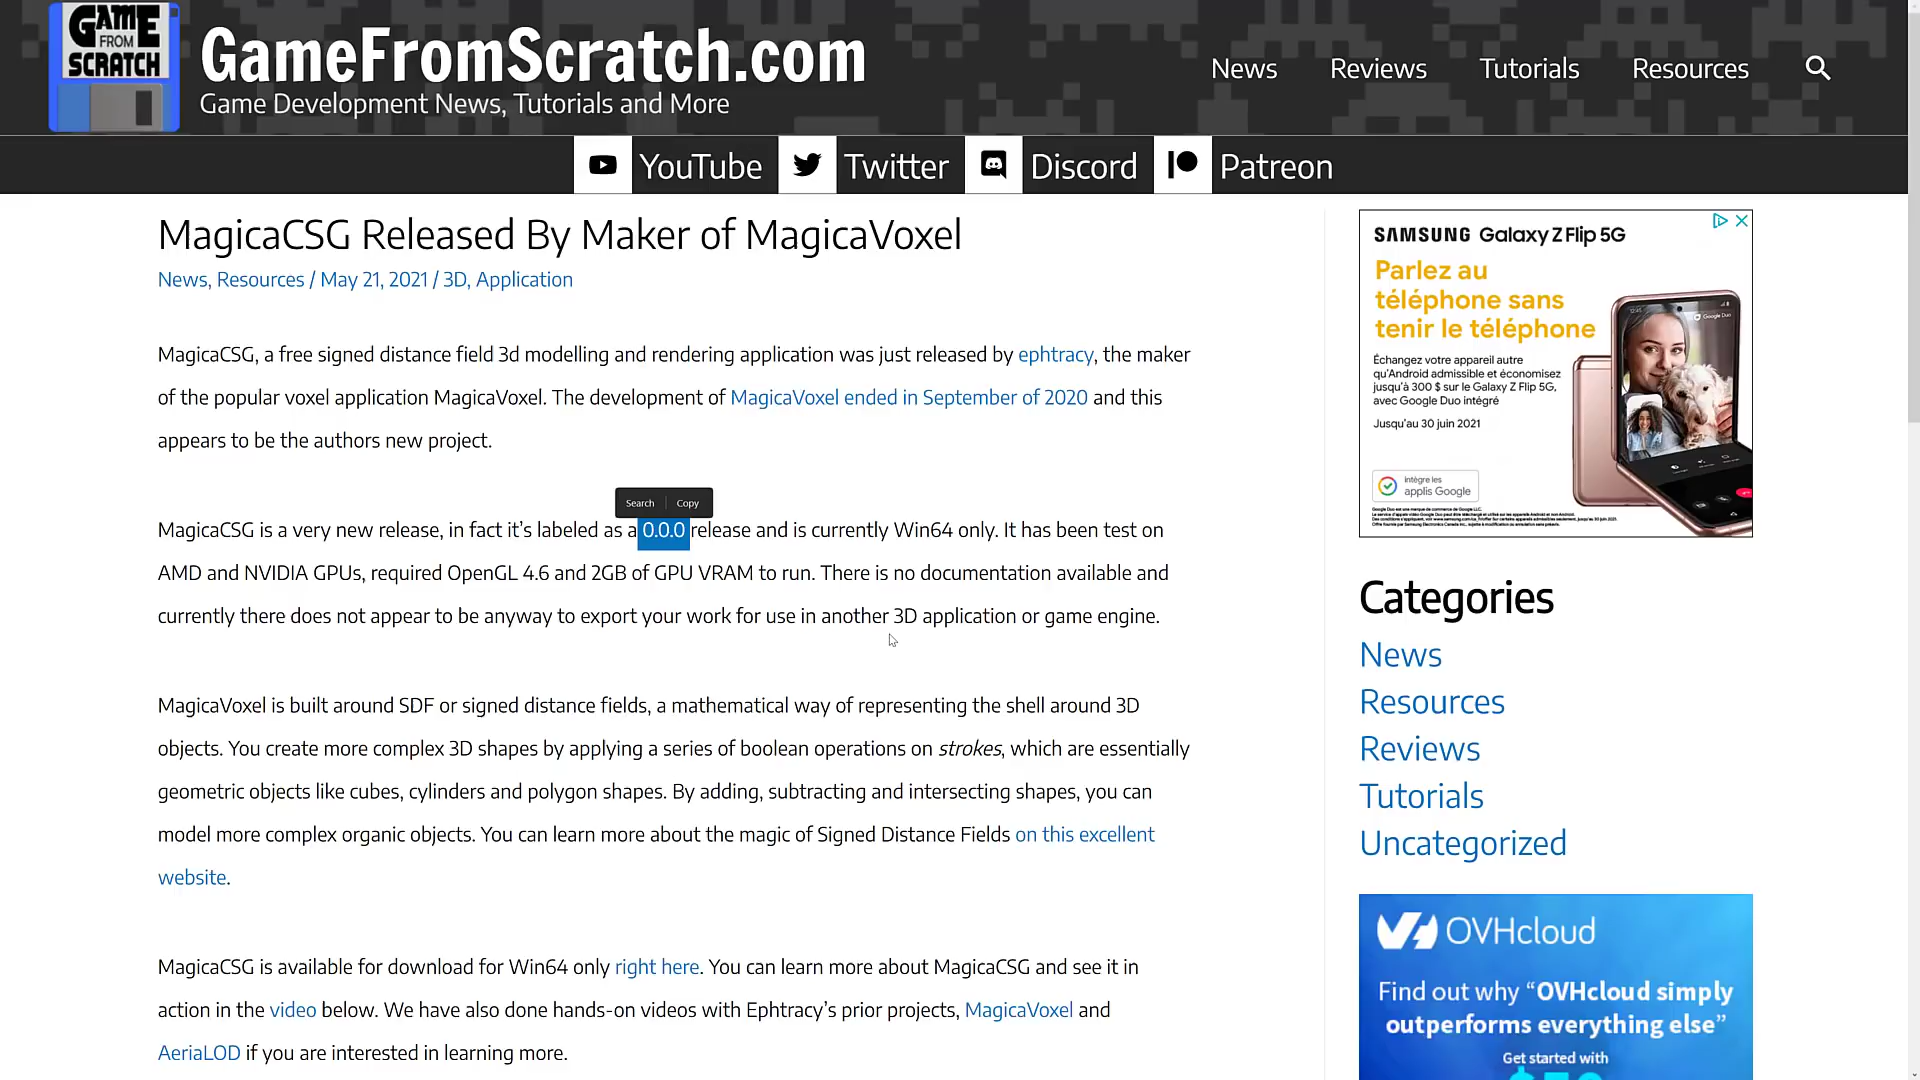 GAME
FROM
SCRATCH
GameFromScratch.com
Game Development News, Tutorials and More
News
Reviews
Tutorials
Resources
YouTube
Twitter
Discord
Patreon
MagicaCSG Released By Maker of MagicaVoxel
News, Resources / May 21, 2021 / 3D, Application
MagicaCSG, a free signed distance field 3d modelling and rendering application was just released by ephtracy, the maker
of the popular voxel application MagicaVoxel. The development of MagicaVoxel ended in September of 2020 and this
appears to be the authors new project.
Search
Copy
MagicaCSG is a very new release, in fact it's labeled as a 0.0.0 release and is currently Win64 only. It has been test on
AMD and NVIDIA GPUs, required OpenGL 4.6 and 2GB of GPU VRAM to run. There is no documentation available and
currently there does not appear to be anyway to export your work for use in another 3D application or game engine.
MagicaVoxel is built around SDF or signed distance fields, a mathematical way of representing the shell around 3D
objects. You create more complex 3D shapes by applying a series of boolean operations on strokes, which are essentially
geometric objects like cubes, cylinders and polygon shapes. By adding, subtracting and intersecting shapes, you can
model more complex organic objects. You can learn more about the magic of Signed Distance Fields on this excellent
website.
MagicaCSG is available for download for Win64 only right here. You can learn more about MagicaCSG and see it in
action in the video below. We have also done hands-on videos with Ephtracy's prior projects, MagicaVoxel and
AeriaLOD if you are interested in learning more.
SAMSUNG Galaxy Z Flip 5G
Parlez au
téléphone sans
tenir le téléphone
Échangez votre appareil autre
qu'Android admissible et économisez
jusqu'à 300 $ sur le Galaxy Z Flip 5G,
avec Google Duo intégré
Jusqu'au 30 juin 2021
intègre les
applis Google
Google Duo
Categories
News
Resources
Reviews
Tutorials
Uncategorized
OVHcloud
Find out why “OVHcloud simply
outperforms everything else”
Get started with